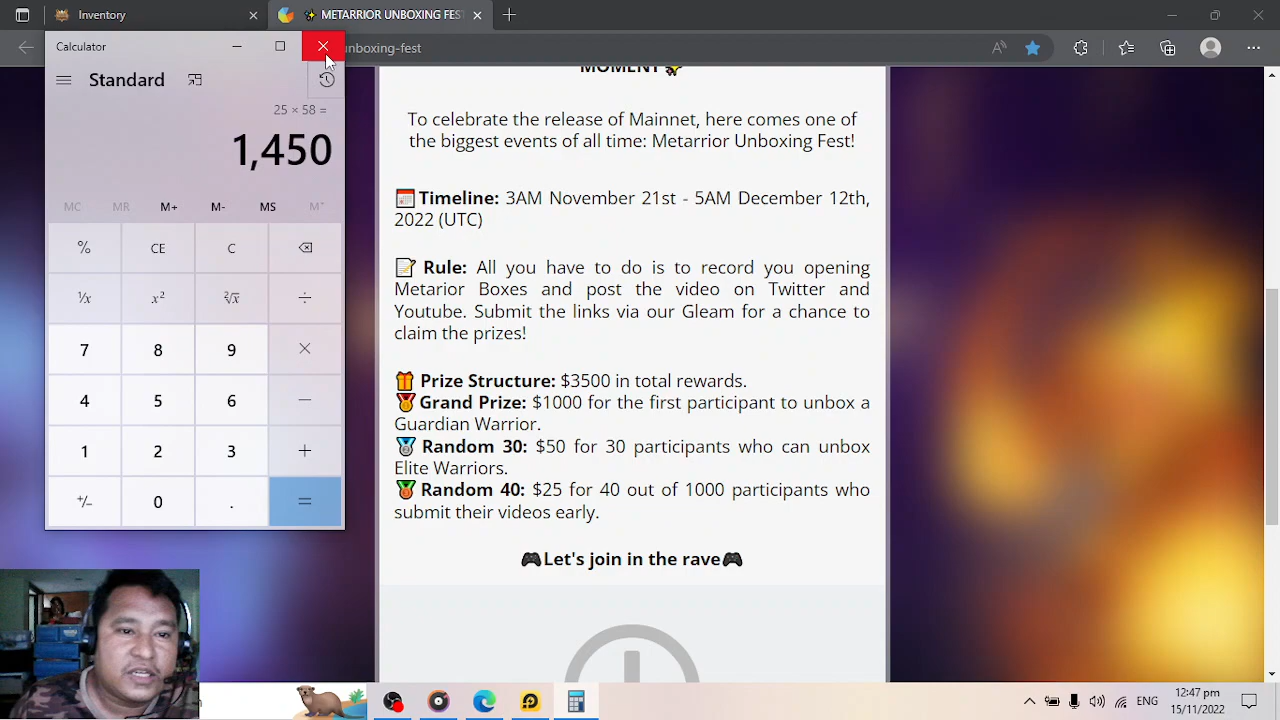 Inventory
METARRIOR UNBOXING FES
Calculator
unboxing-fest
Standard
25 × 58 =
1,450
MC MR M+ M- MS M˅
% CE C
¹/x x² ²√x ÷
7 8 9 ×
4 5 6 −
1 2 3 +
+/− 0 . =
MOMENT
To celebrate the release of Mainnet, here comes one of
the biggest events of all time: Metarrior Unboxing Fest!
Timeline: 3AM November 21st - 5AM December 12th,
2022 (UTC)
Rule: All you have to do is to record you opening
Metarior Boxes and post the video on Twitter and
Youtube. Submit the links via our Gleam for a chance to
claim the prizes!
Prize Structure: $3500 in total rewards.
Grand Prize: $1000 for the first participant to unbox a
Guardian Warrior.
Random 30: $50 for 30 participants who can unbox
Elite Warriors.
Random 40: $25 for 40 out of 1000 participants who
submit their videos early.
Let's join in the rave
ENG
12:47 pm
15/11/2022